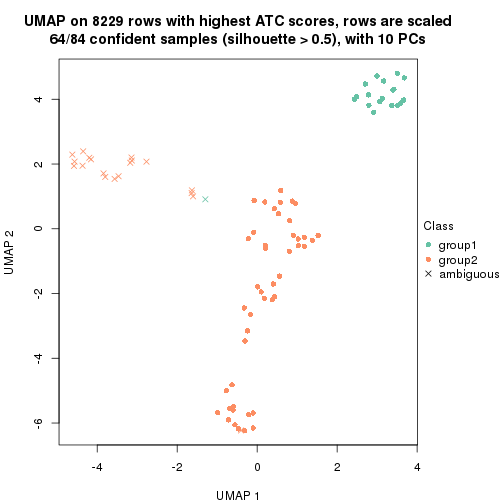 UMAP on 8229 rows with highest ATC scores, rows are scaled
64/84 confident samples (silhouette > 0.5), with 10 PCs
4
2
0
-2
-4
-6
UMAP 2
-4
-2
0
2
4
UMAP 1
Class
group1
group2
ambiguous